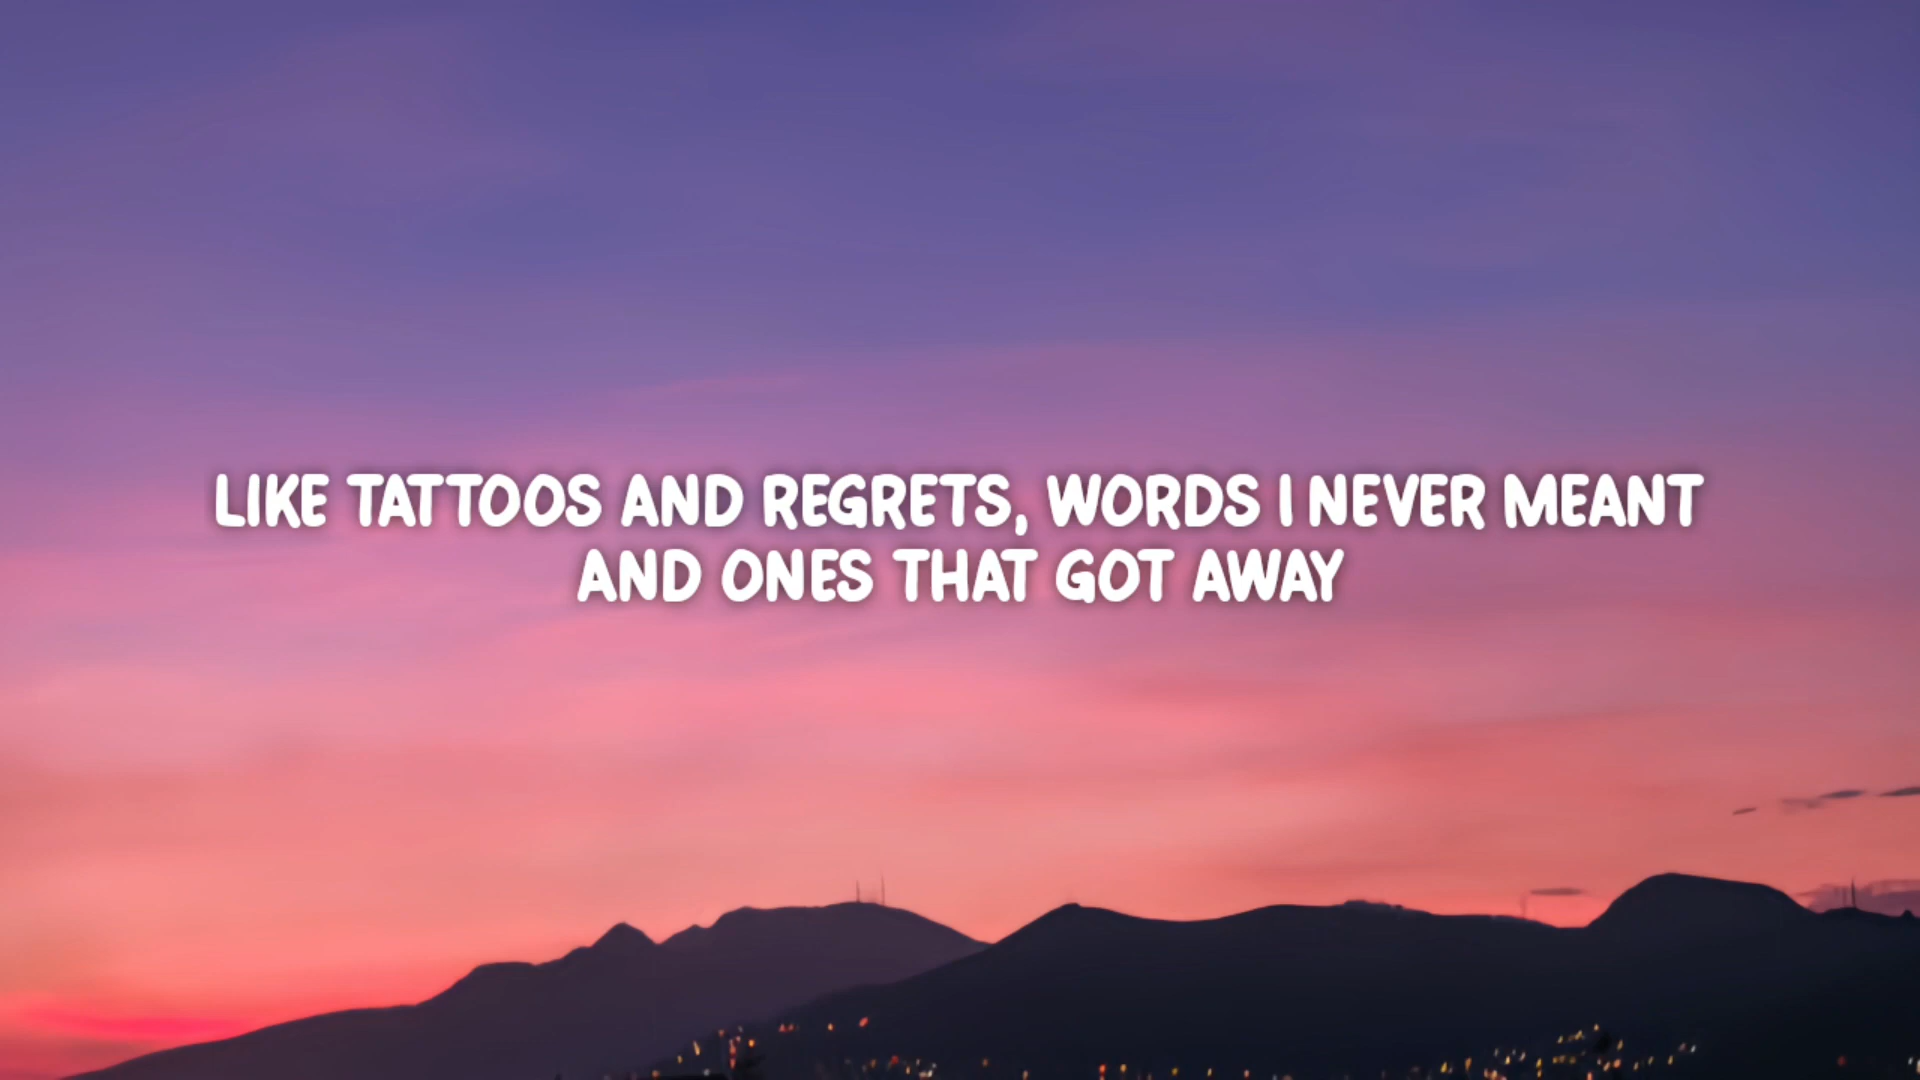 LIKE TATTOOS AND REGRETS, WORDS I NEVER MEANT
AND ONES THAT GOT AWAY